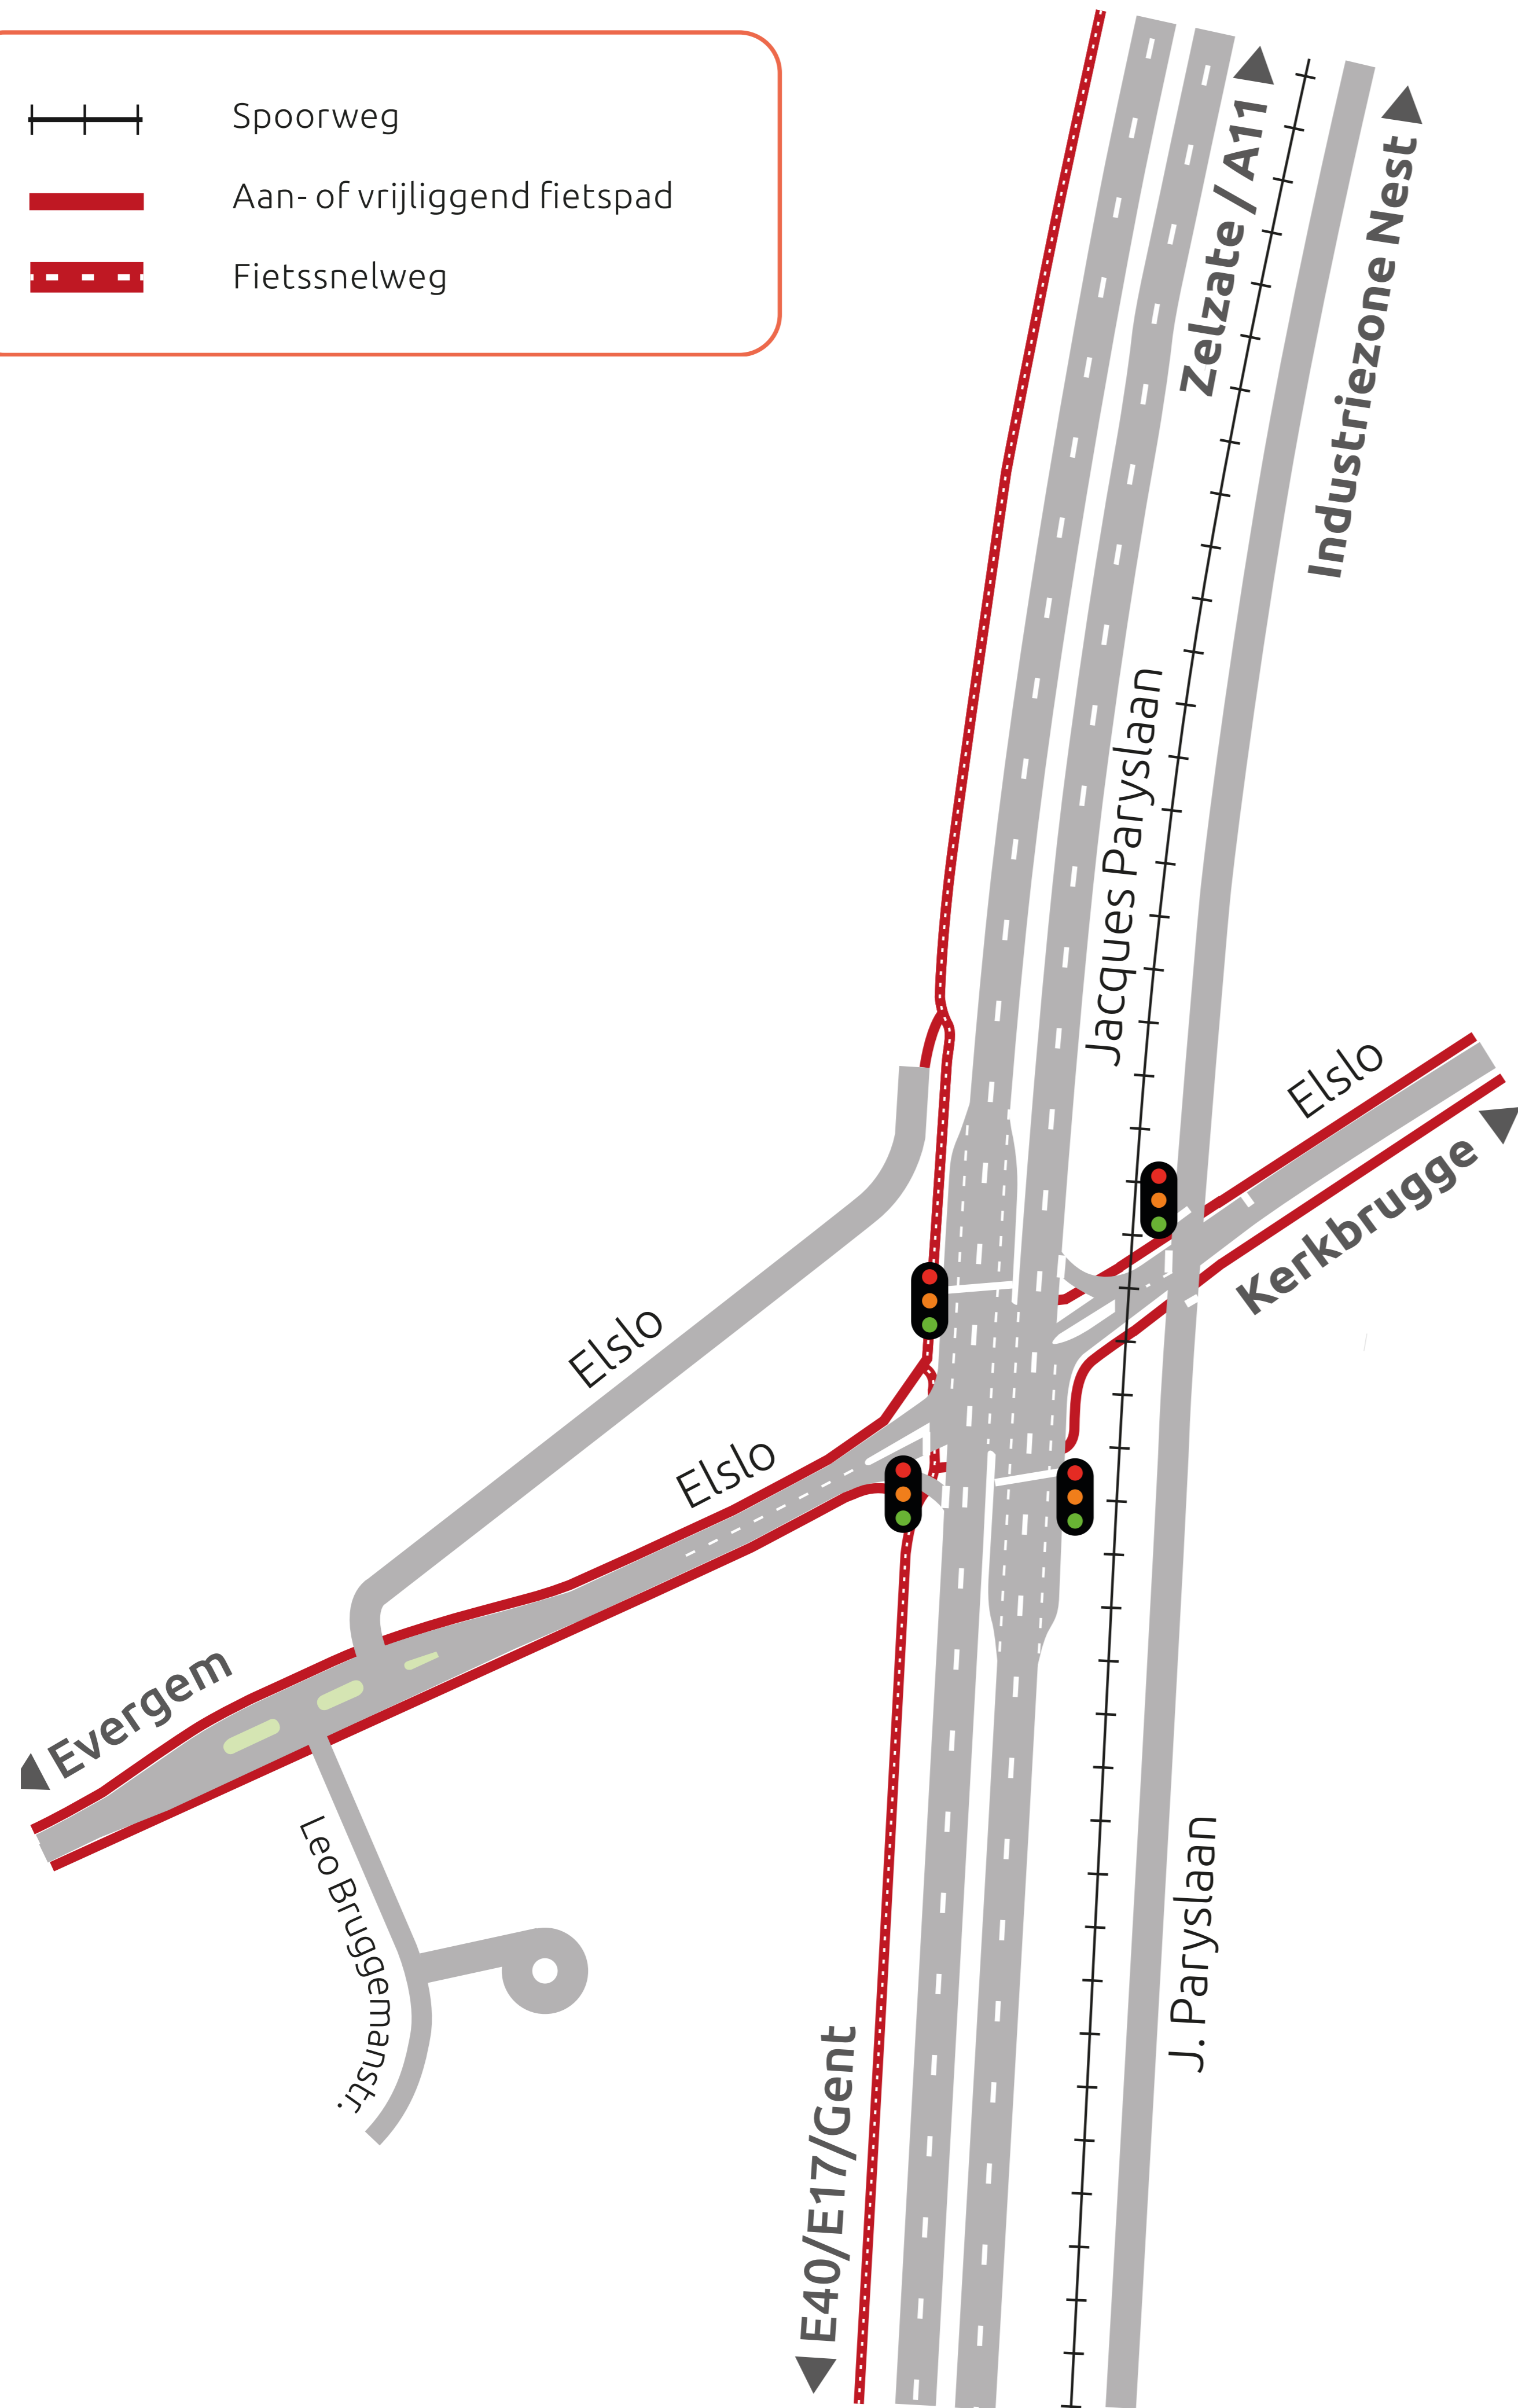 Spoorweg
Aan- of vrijliggend fietspad
Fietssnelweg
Zelzate / A11
Industriezone Nest
Jacques Paryslaan
Elslo
Kerkbrugge
Elslo
Elslo
Evergem
Leo Bruggemanstr.
J. Paryslaan
E40/E17/Gent